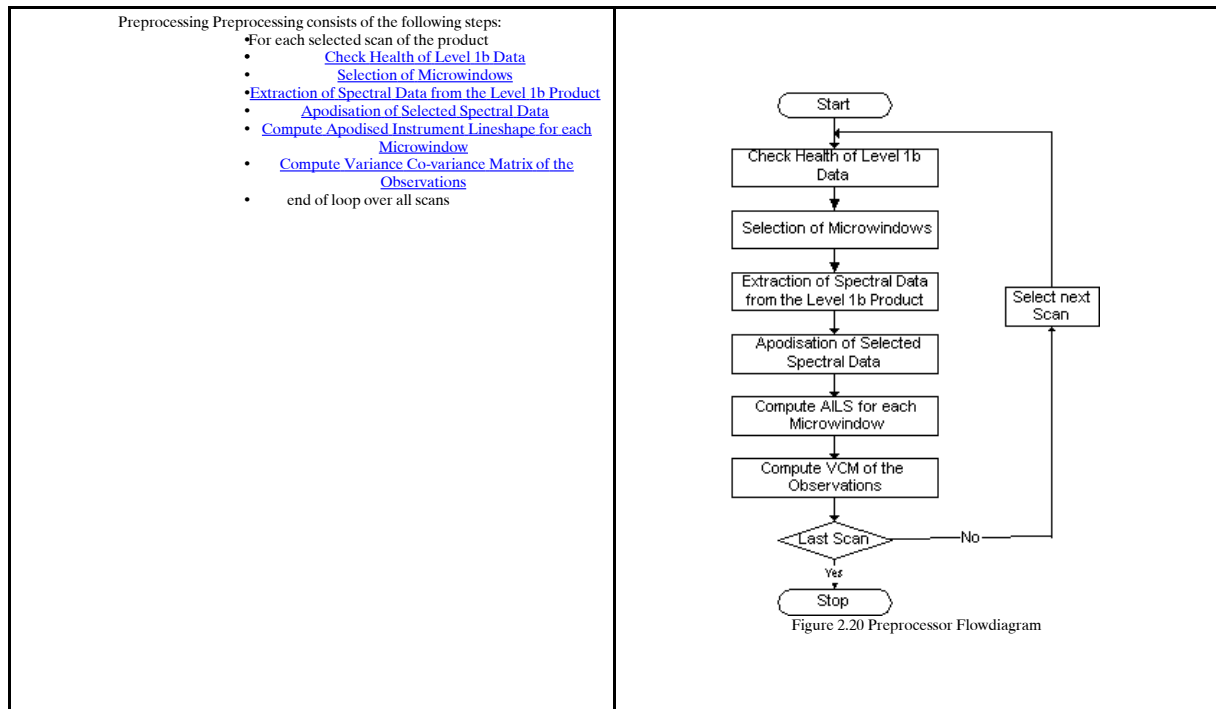 Preprocessing Preprocessing consists of the following steps:
•For each selected scan of the product
• Check Health of Level 1b Data
• Selection of Microwindows
•Extraction of Spectral Data from the Level 1b Product
• Apodisation of Selected Spectral Data
• Compute Apodised Instrument Lineshape for each
Microwindow
• Compute Variance Co-variance Matrix of the
Observations
• end of loop over all scans
Start
Check Health of Level 1b
Data
Selection of Microwindows
Extraction of Spectral Data
from the Level 1b Product
Select next
Scan
Apodisation of Selected
Spectral Data
Compute AILS for each
Microwindow
Compute VCM of the
Observations
Last Scan
No
Yes
Stop
Figure 2.20 Preprocessor Flowdiagram